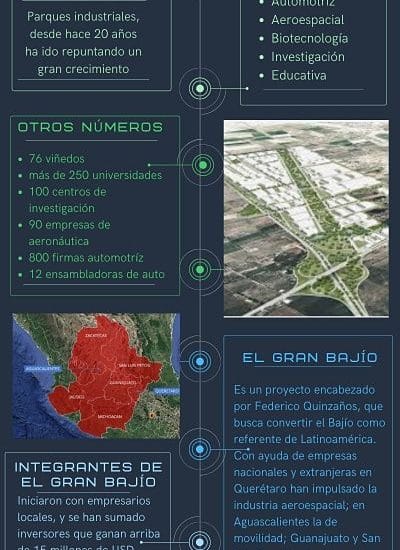 Parques industriales,
desde hace 20 años
ha ido repuntando un
gran crecimiento
Automotriz
Aeroespacial
Biotecnología
Investigación
Educativa
OTROS NÚMEROS
76 viñedos
más de 250 universidades
100 centros de
investigación
90 empresas de
aeronáutica
800 firmas automotríz
12 ensambladoras de auto
ZACATECAS
AGUASCALIENTES
SAN LUIS POTOSI
GUANAJUATO
QUERÉTARO
JALISCO
MICHOACAN
EL GRAN BAJÍO
Es un proyecto encabezado
por Federico Quinzaños, que
busca convertir el Bajío como
referente de Latinoamérica.
Con ayuda de empresas
nacionales y extranjeras en
Querétaro han impulsado la
industria aeroespacial; en
Aguascalientes la de
movilidad; Guanajuato y San
INTEGRANTES DE
EL GRAN BAJÍO
Iniciaron con empresarios
locales, y se han sumado
inversores que ganan arriba
de 15 millones de USD